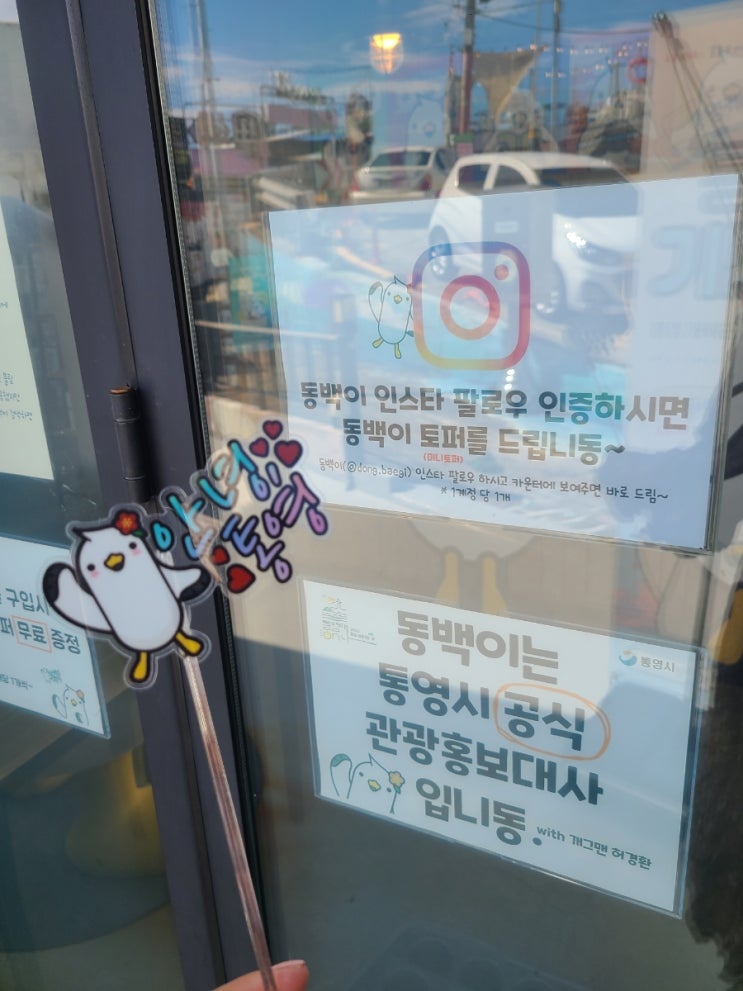 동백이 인스타 팔로우 인증하시면
동백이 토퍼를 드립니동~
(미니토퍼)
동백이(@dong.baegi) 인스타 팔로우 하시고 카운터에 보여주면 바로 드림~
* 1계정 당 1개
안녕
통영
구입시
무료 증정
동백이는
통영시 공식
관광홍보대사
입니동.
with 개그맨 허경환
통영시